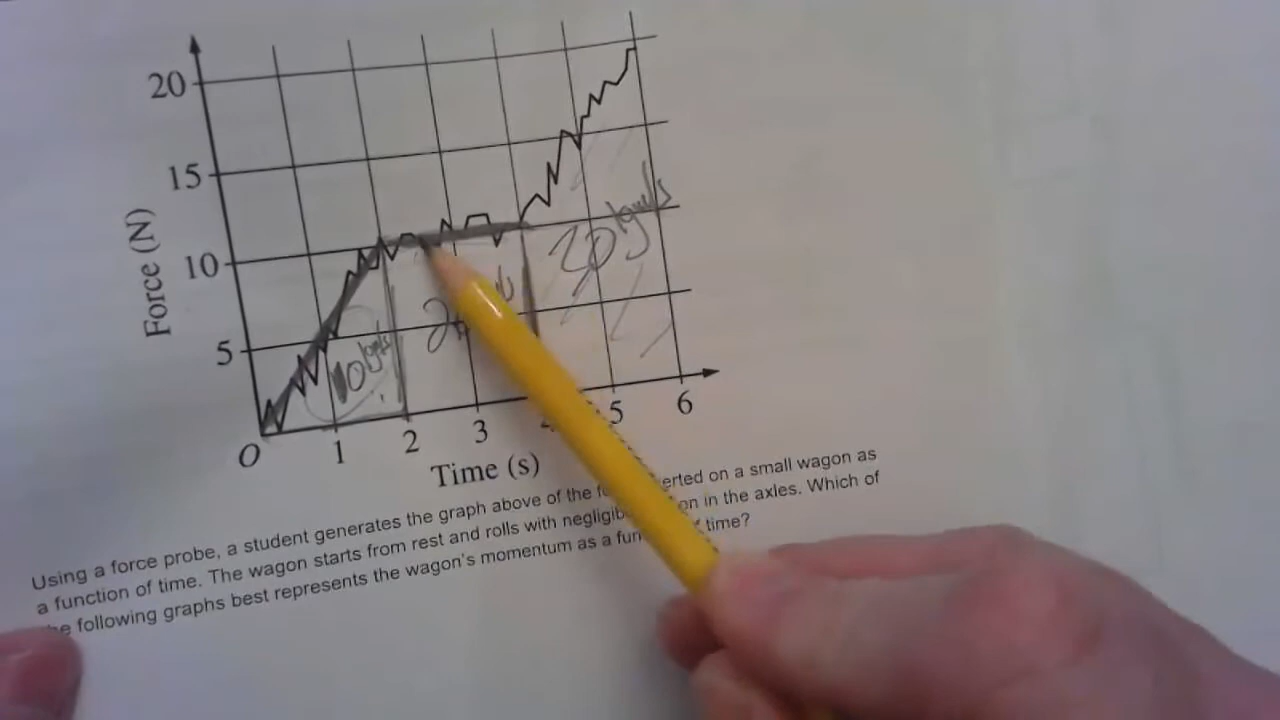 20
15
10
5
Force (N)
O
1
2
3
5
6
Time (s)
10 kgm/s
20 kgm/s
Using a force probe, a student generates the graph above of the erted on a small wagon as
a function of time. The wagon starts from rest and rolls with negligib on in the axles. Which of
following graphs best represents the wagon's momentum as a fun time?